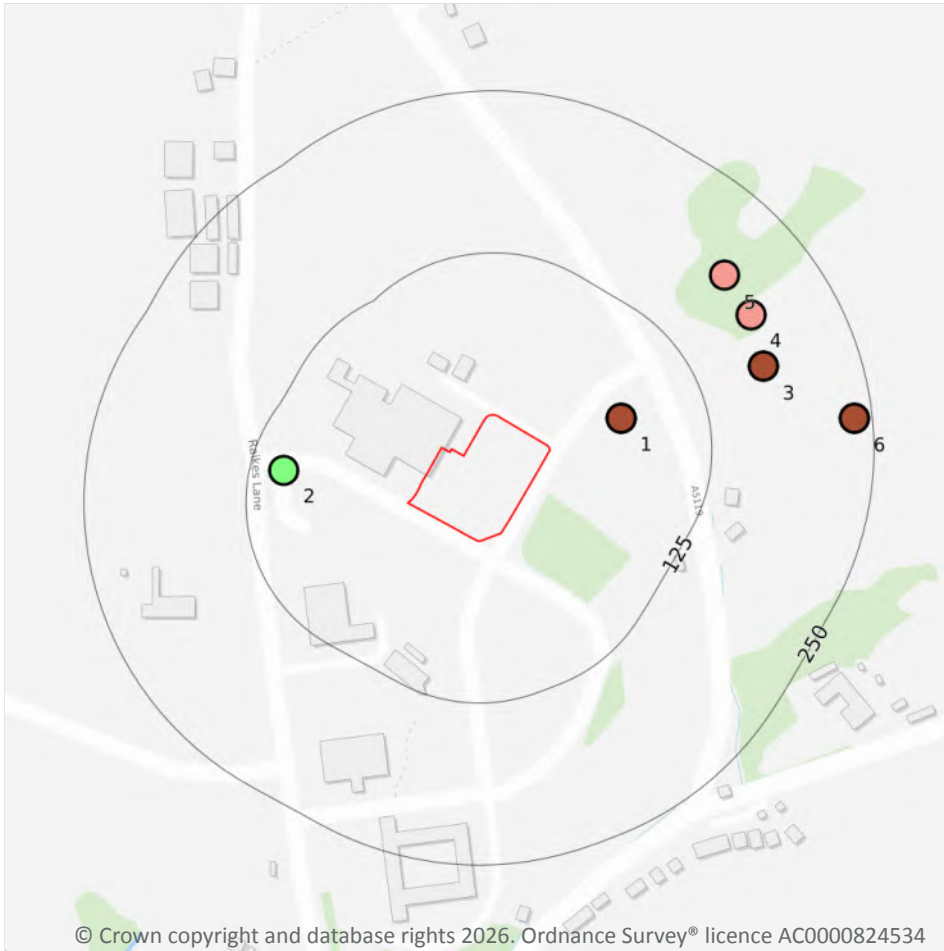 5
4
3
1
6
2
Raikes Lane
A5119
125
250
© Crown copyright and database rights 2026. Ordnance Survey® licence AC0000824534